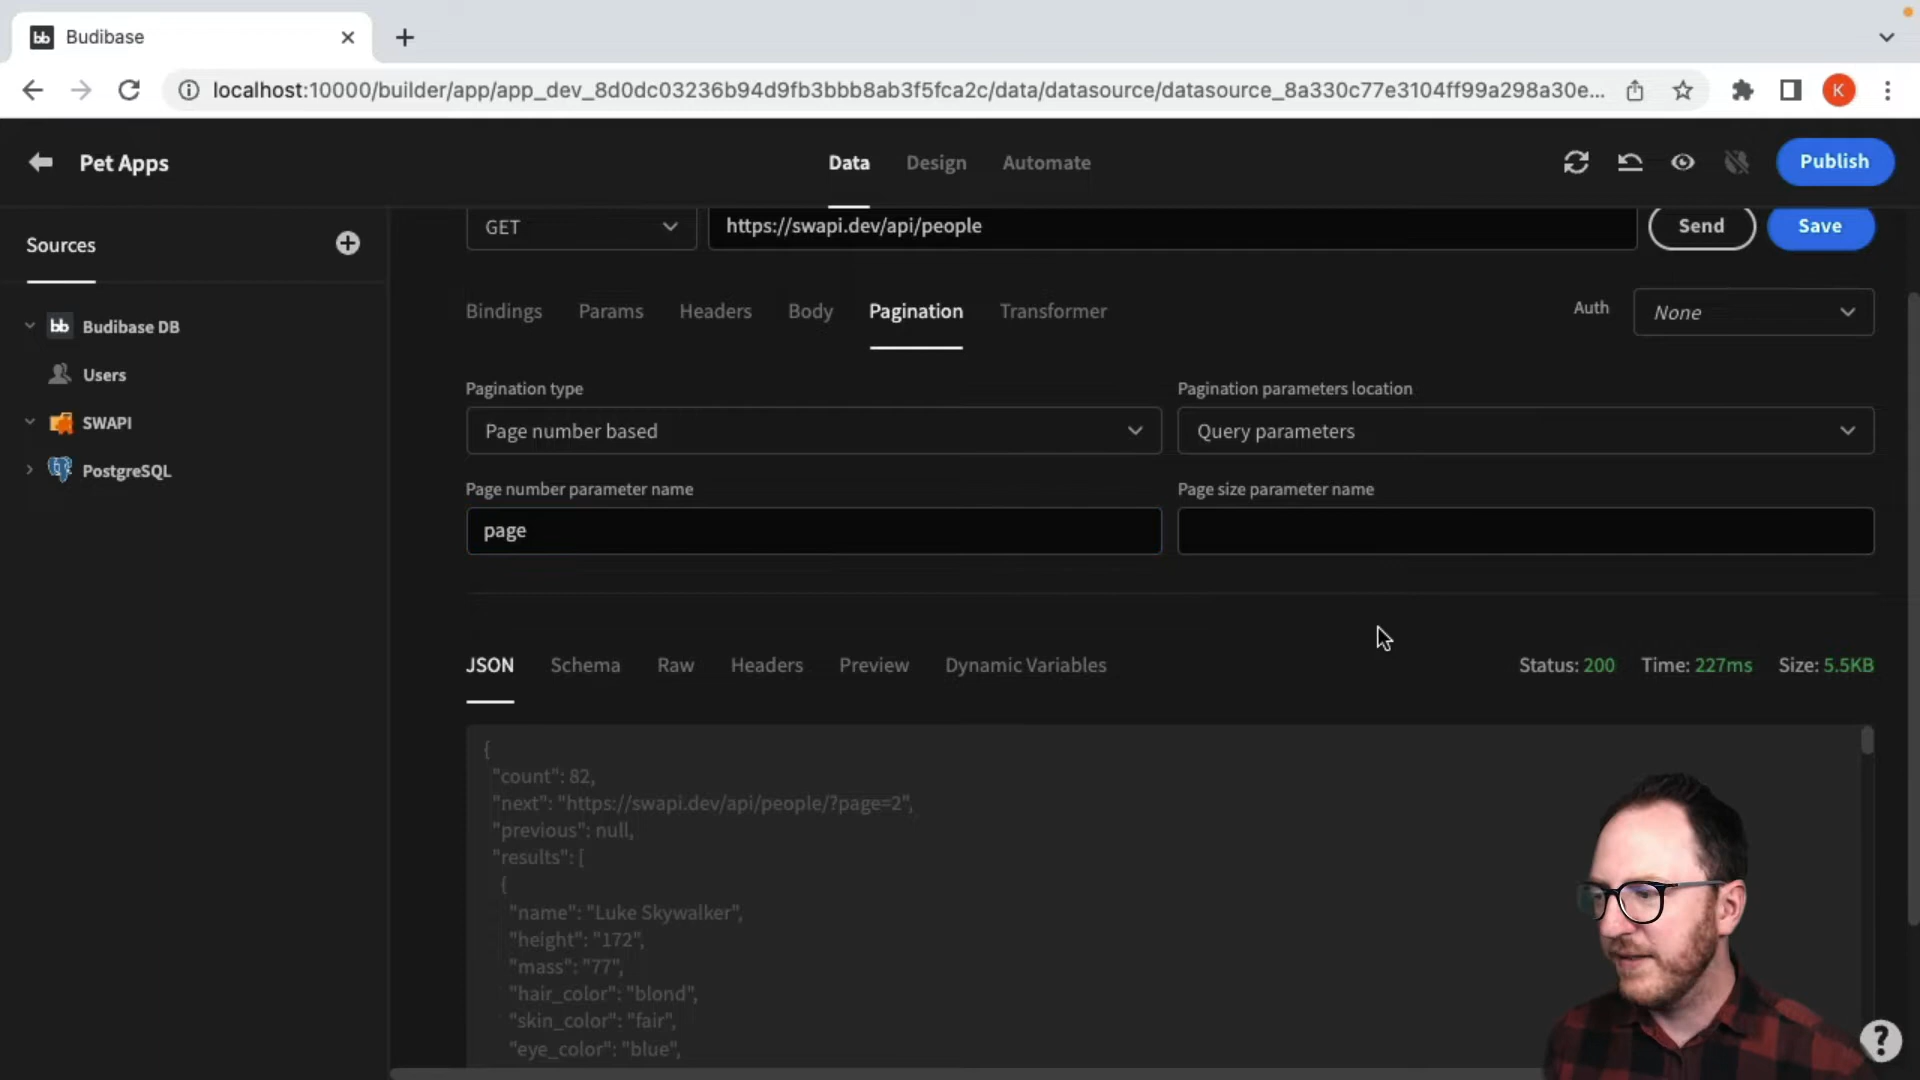 bb Budibase
localhost:10000/builder/app/app_dev_8d0dc03236b94d9fb3bbb8ab3f5fca2c/data/datasource/datasource_8a330c77e3104ff99a298a30e...
K
Pet Apps
Data Design Automate
Publish
Sources
GET
https://swapi.dev/api/people
Send
Save
bb Budibase DB
Users
SWAPI
PostgreSQL
Bindings Params Headers Body Pagination Transformer
Auth
None
Pagination type
Pagination parameters location
Page number based
Query parameters
Page number parameter name
Page size parameter name
page
JSON Schema Raw Headers Preview Dynamic Variables
Status: 200 Time: 227ms Size: 5.5KB
{
"count": 82,
"next": "https://swapi.dev/api/people/?page=2",
"previous": null,
"results": [
{
"name": "Luke Skywalker",
"height": "172",
"mass": "77",
"hair_color": "blond",
"skin_color": "fair",
"eye_color": "blue",
?